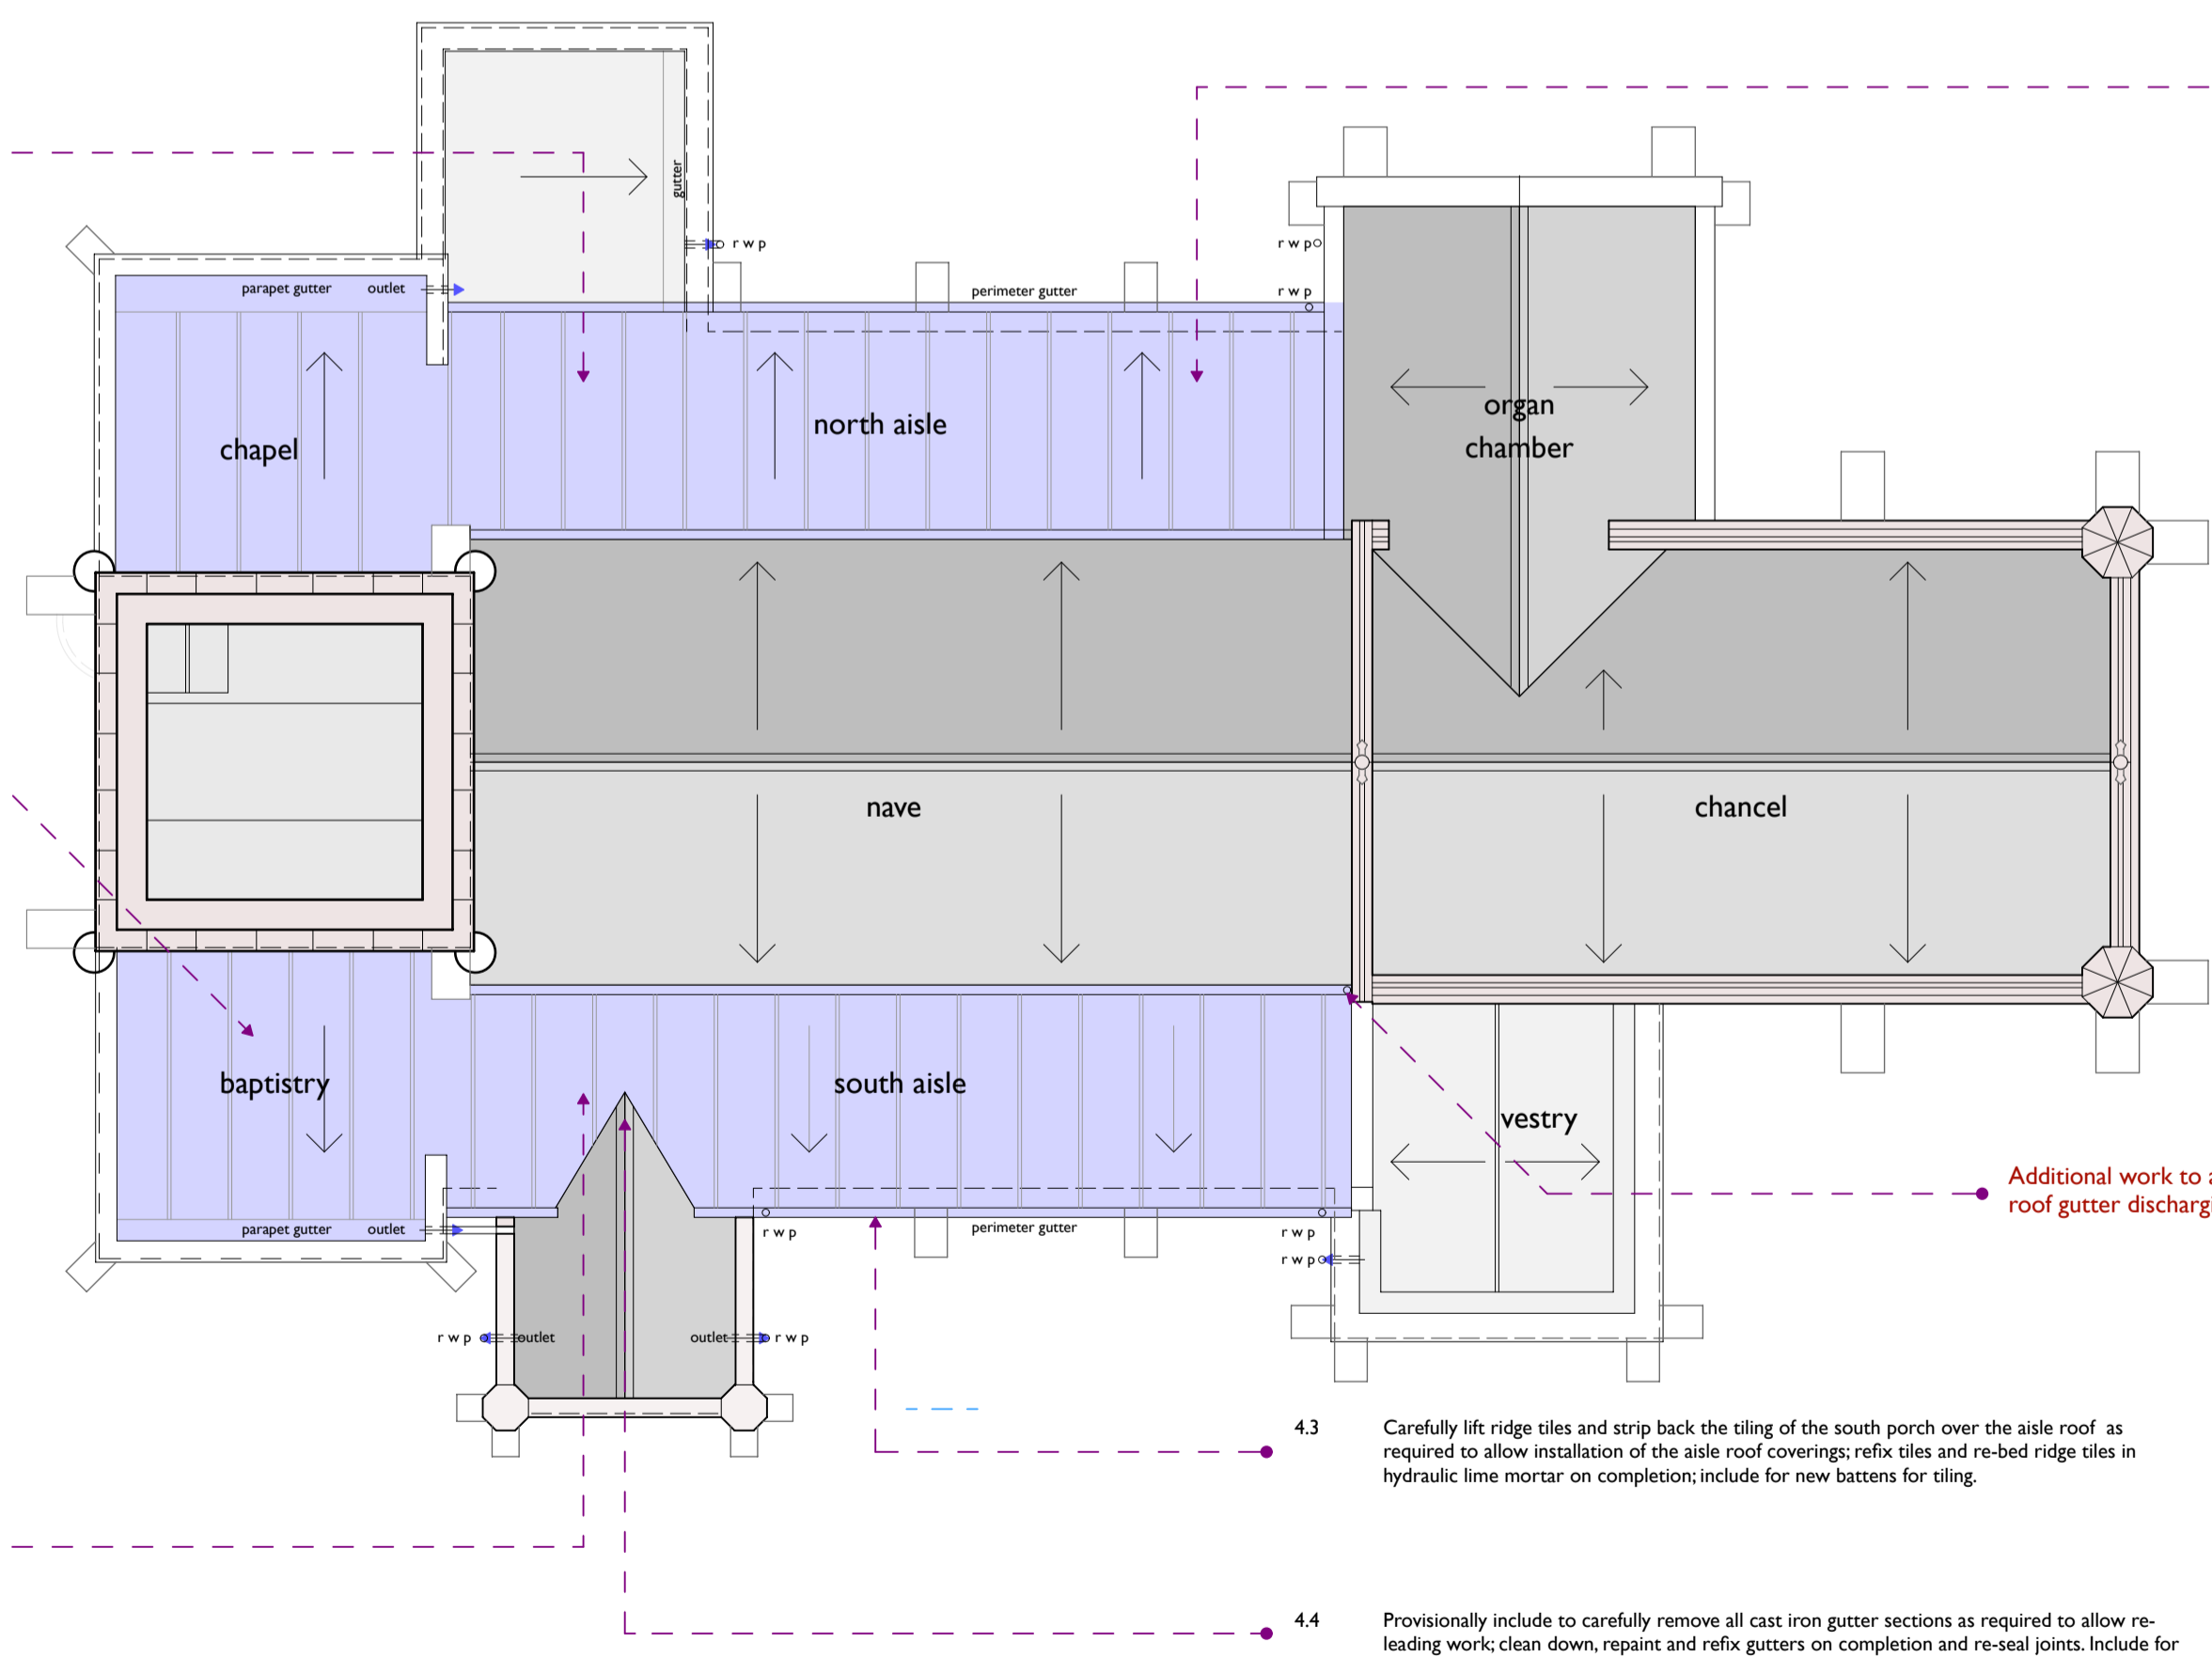 gutter
r w p
r w p
parapet gutter outlet
perimeter gutter
r w p
organ
chamber
north aisle
chapel
nave
chancel
baptistry
south aisle
vestry
Additional work to a
roof gutter discharg
parapet gutter outlet
r w p
perimeter gutter
r w p
r w p
r w p outlet
outlet r w p
4.3 Carefully lift ridge tiles and strip back the tiling of the south porch over the aisle roof as
required to allow installation of the aisle roof coverings; refix tiles and re-bed ridge tiles in
hydraulic lime mortar on completion; include for new battens for tiling.
4.4 Provisionally include to carefully remove all cast iron gutter sections as required to allow re-
leading work; clean down, repaint and refix gutters on completion and re-seal joints. Include for